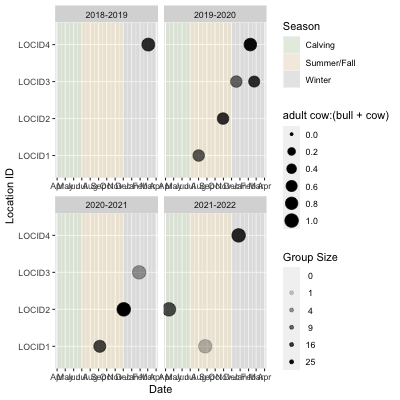 2018-2019
2019-2020
LOCID4
LOCID3
LOCID2
LOCID1
2020-2021
2021-2022
LOCID4
LOCID3
LOCID2
LOCID1
Location ID
Date
Season
Calving
Summer/Fall
Winter
adult cow:(bull + cow)
0.0
0.2
0.4
0.6
0.8
1.0
Group Size
0
1
4
9
16
25